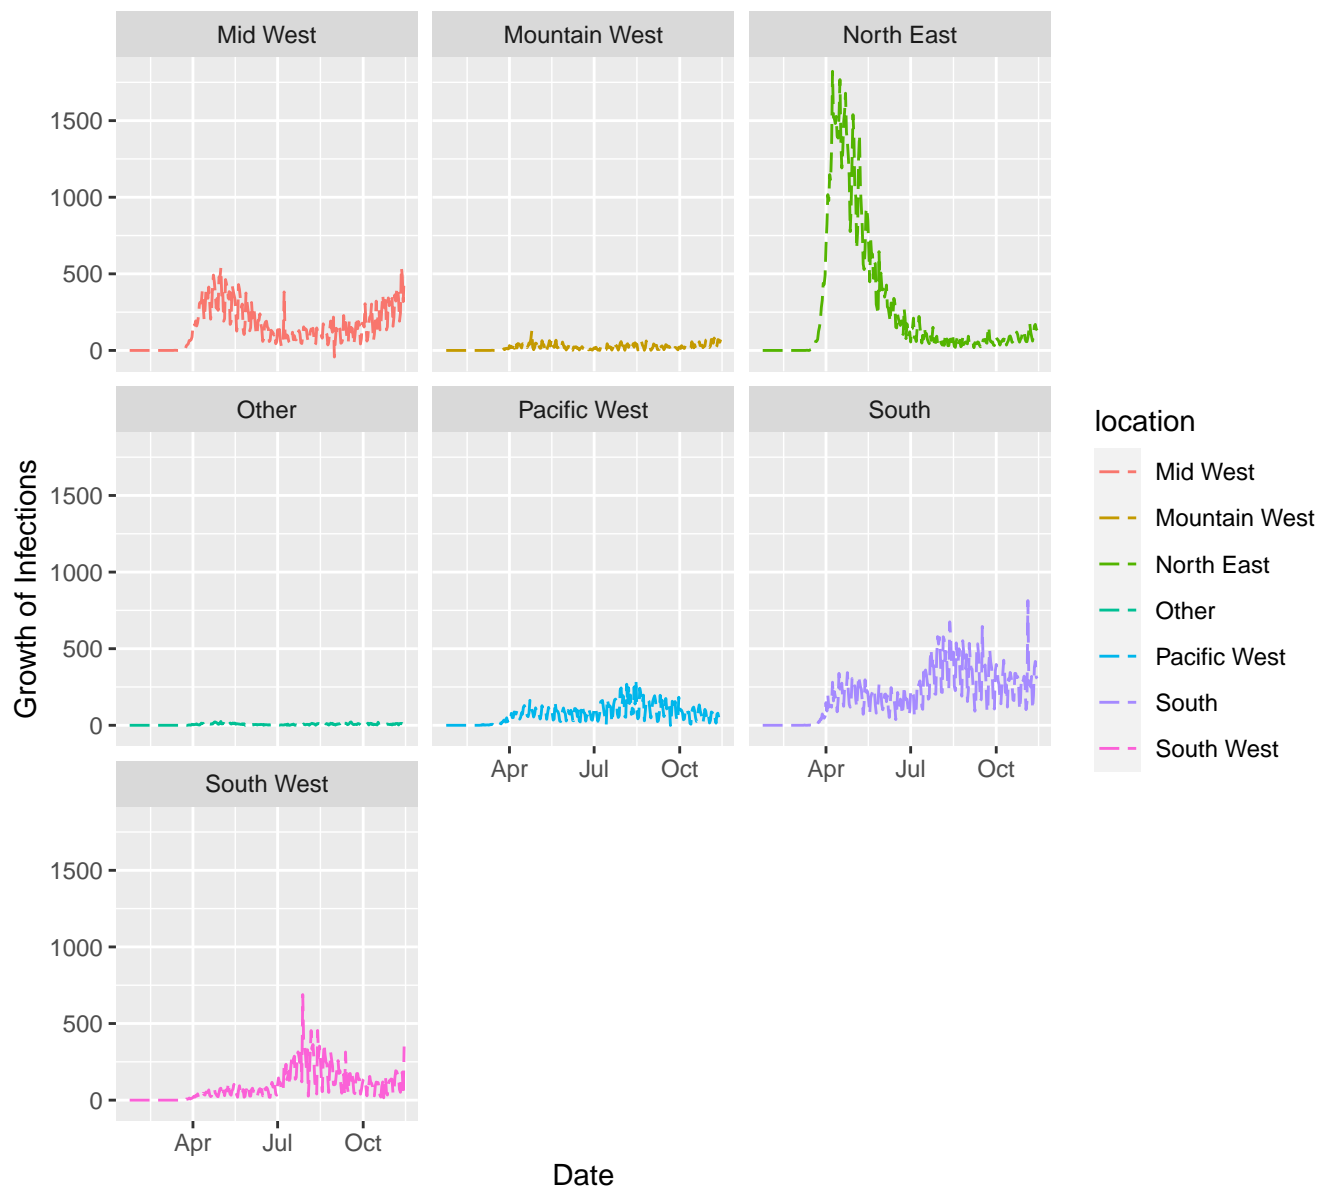 Mid West
Mountain West
North East
1500
1000
500
0
Other
Pacific West
South
1500
1000
500
0
Apr Jul Oct
Apr Jul Oct
South West
1500
1000
500
0
Apr Jul Oct
Growth of Infections
Date
location
Mid West
Mountain West
North East
Other
Pacific West
South
South West